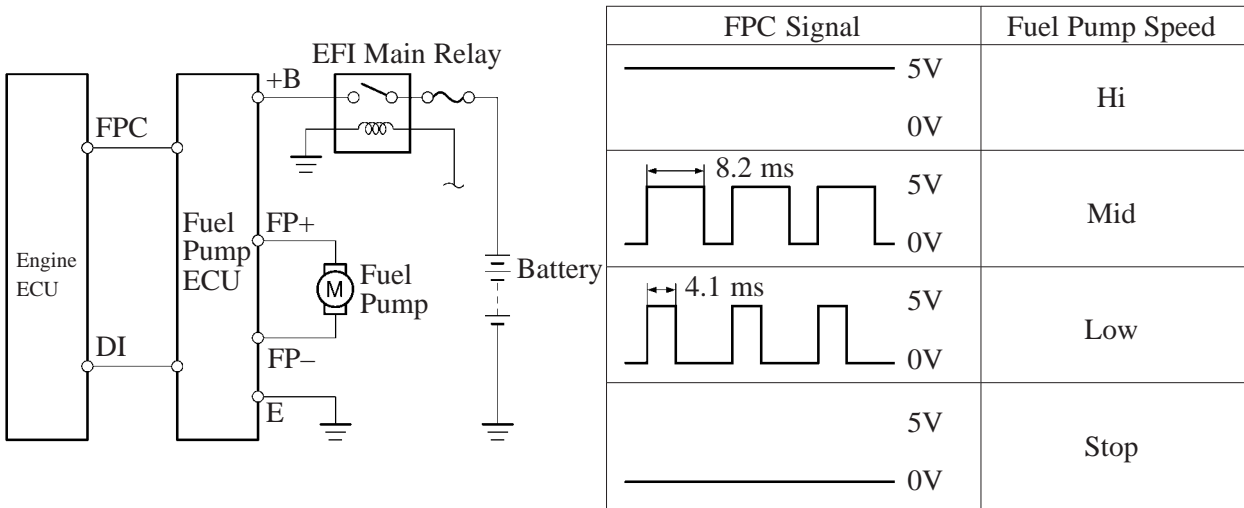 EFI Main Relay
+B
FPC
Engine
ECU
Fuel
Pump
ECU
FP+
M
Fuel
Pump
Battery
DI
FP–
E
FPC Signal
Fuel Pump Speed
5V
0V
Hi
8.2 ms
5V
0V
Mid
4.1 ms
5V
0V
Low
5V
0V
Stop